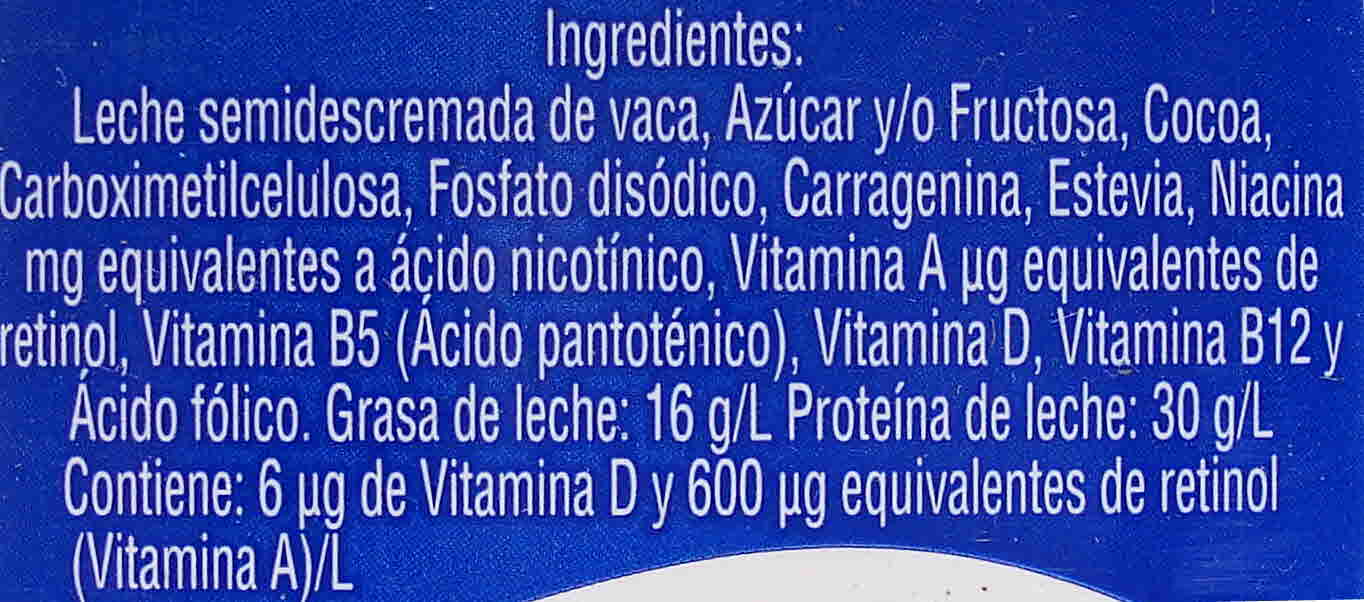 Ingredientes:
Leche semidescremada de vaca, Azúcar y/o Fructosa, Cocoa,
Carboximetilcelulosa, Fosfato disódico, Carragenina, Estevia, Niacina
mg equivalentes a ácido nicotínico, Vitamina A µg equivalentes de
retinol, Vitamina B5 (Ácido pantoténico), Vitamina D, Vitamina B12 y
Ácido fólico. Grasa de leche: 16 g/L Proteína de leche: 30 g/L
Contiene: 6 µg de Vitamina D y 600 µg equivalentes de retinol
(Vitamina A)/L